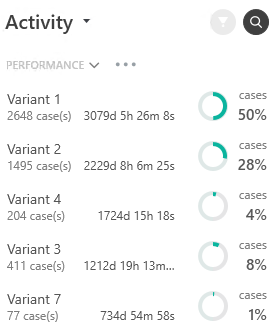 Activity
PERFORMANCE
Variant 1
2648 case(s) 3079d 5h 26m 8s
cases
50%
Variant 2
1495 case(s) 2229d 8h 6m 25s
cases
28%
Variant 4
204 case(s) 1724d 15h 18s
cases
4%
Variant 3
411 case(s) 1212d 19h 13m...
cases
8%
Variant 7
77 case(s) 734d 54m 58s
cases
1%